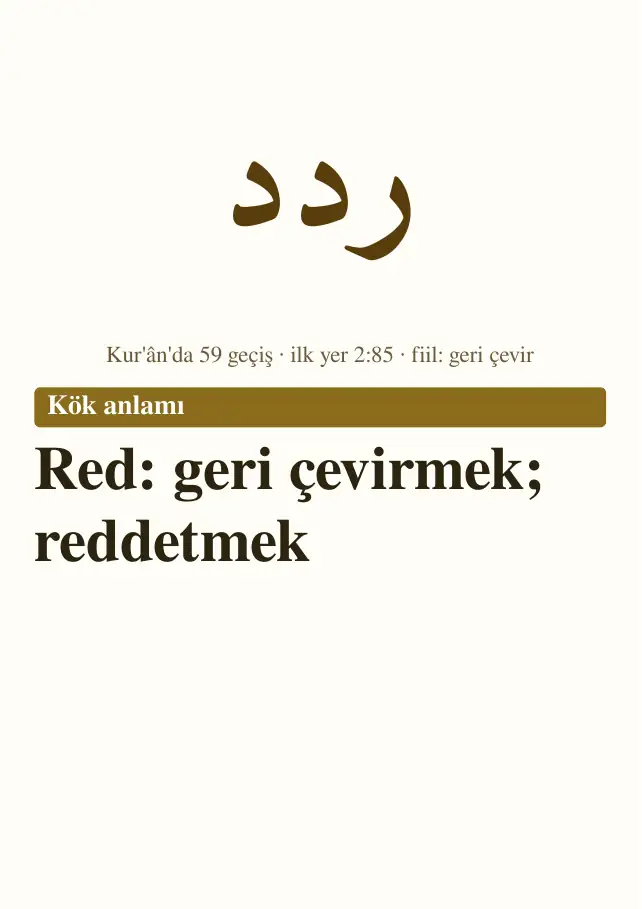 ردد
Kur'ân'da 59 geçiş · ilk yer 2:85 · fiil: geri çevir
Kök anlamı
Red: geri çevirmek;
reddetmek